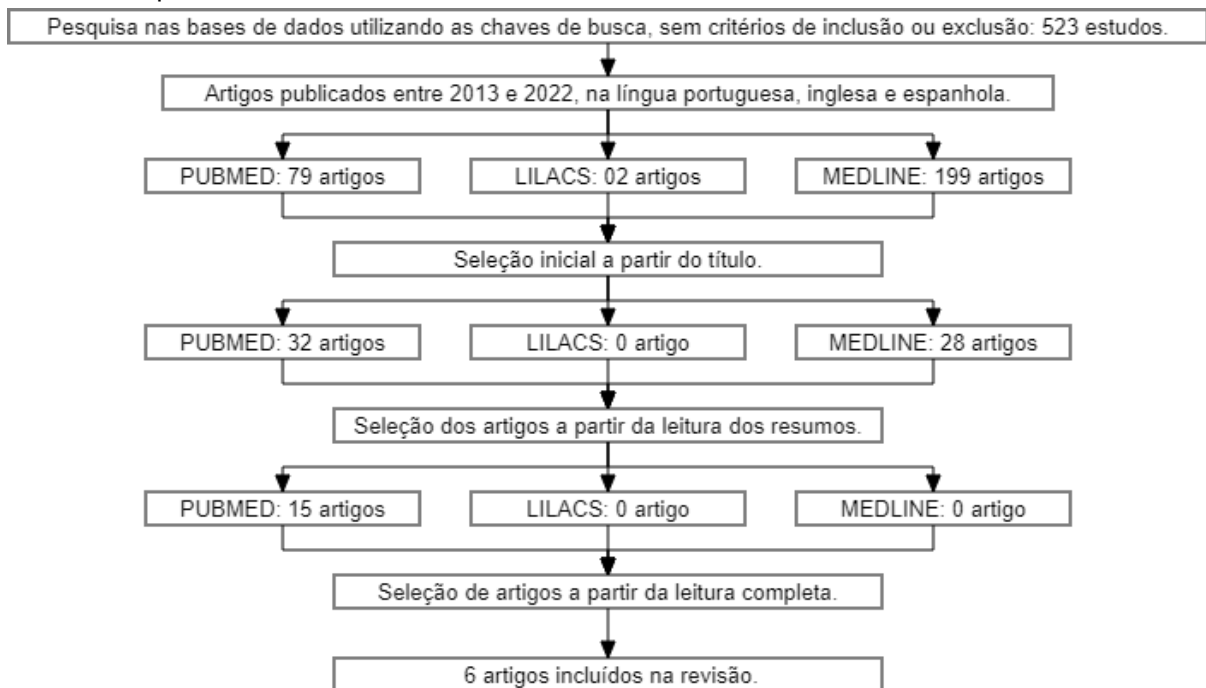 Pesquisa nas bases de dados utilizando as chaves de busca, sem critérios de inclusão ou exclusão: 523 estudos.
Artigos publicados entre 2013 e 2022, na língua portuguesa, inglesa e espanhola.
PUBMED: 79 artigos
LILACS: 02 artigos
MEDLINE: 199 artigos
Seleção inicial a partir do título.
PUBMED: 32 artigos
LILACS: 0 artigo
MEDLINE: 28 artigos
Seleção dos artigos a partir da leitura dos resumos.
PUBMED: 15 artigos
LILACS: 0 artigo
MEDLINE: 0 artigo
Seleção de artigos a partir da leitura completa.
6 artigos incluídos na revisão.